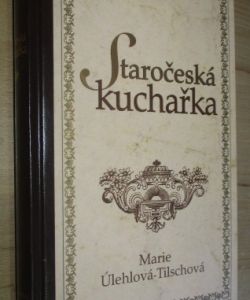 Staročeská
kuchařka
Marie
Úlehlová-Tilschová